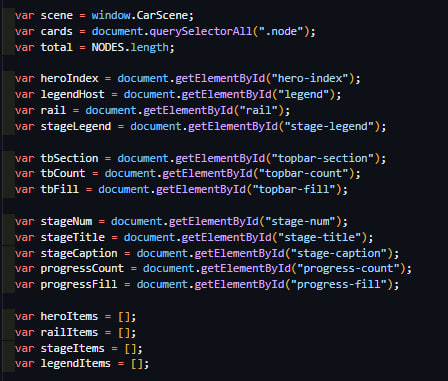 var scene = window.CarScene;
var cards = document.querySelectorAll(".node");
var total = NODES.length;
var heroIndex = document.getElementById("hero-index");
var legendHost = document.getElementById("legend");
var rail = document.getElementById("rail");
var stageLegend = document.getElementById("stage-legend");
var tbSection = document.getElementById("topbar-section");
var tbCount = document.getElementById("topbar-count");
var tbFill = document.getElementById("topbar-fill");
var stageNum = document.getElementById("stage-num");
var stageTitle = document.getElementById("stage-title");
var stageCaption = document.getElementById("stage-caption");
var progressCount = document.getElementById("progress-count");
var progressFill = document.getElementById("progress-fill");
var heroItems = [];
var railItems = [];
var stageItems = [];
var legendItems = [];